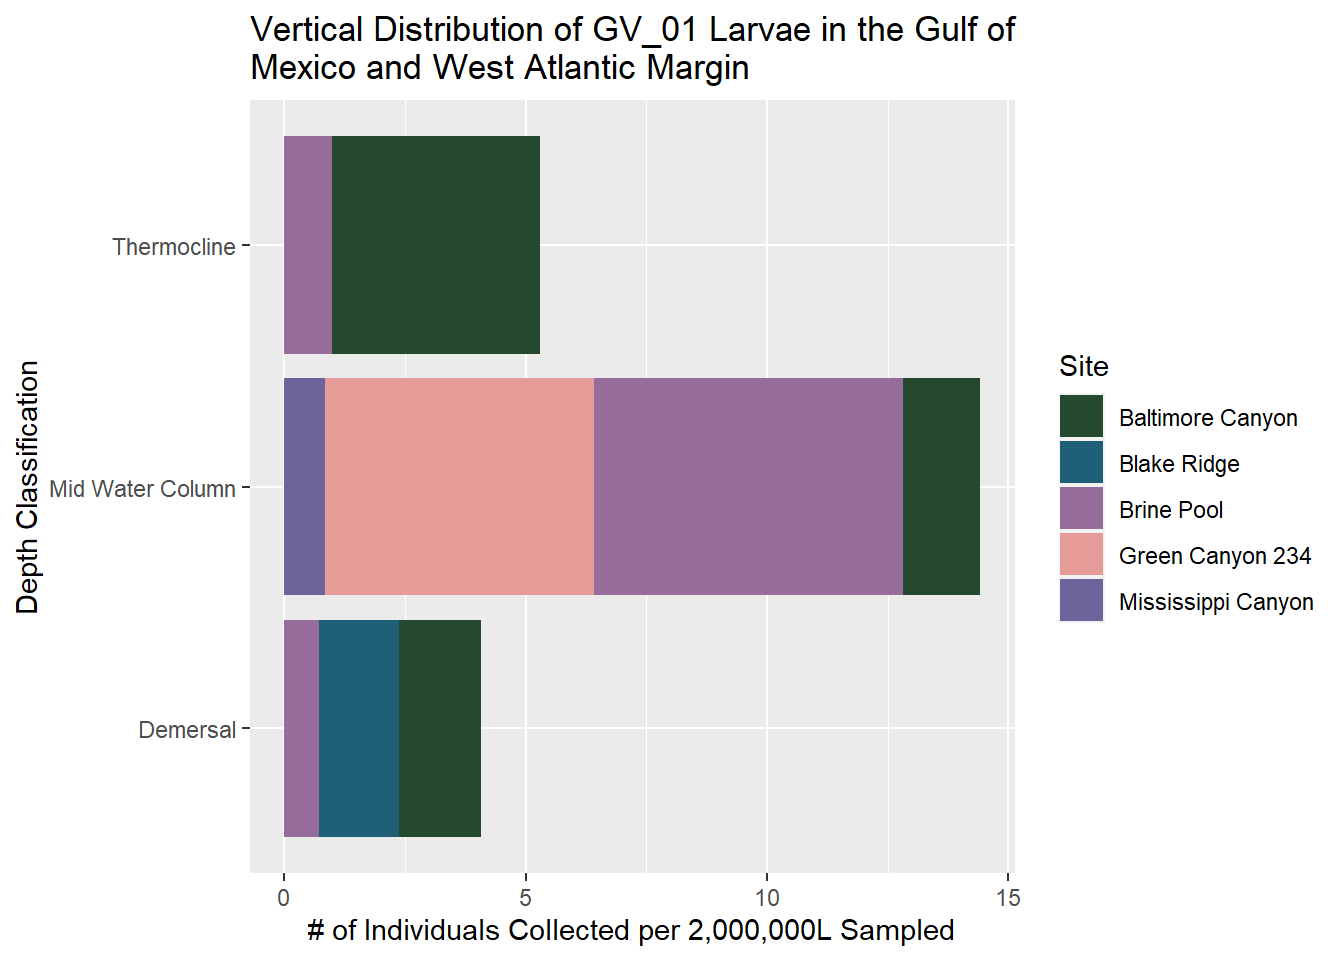 Vertical Distribution of GV_01 Larvae in the Gulf of
Mexico and West Atlantic Margin
Depth Classification
Thermocline
Mid Water Column
Demersal
0
5
10
15
# of Individuals Collected per 2,000,000L Sampled
Site
Baltimore Canyon
Blake Ridge
Brine Pool
Green Canyon 234
Mississippi Canyon